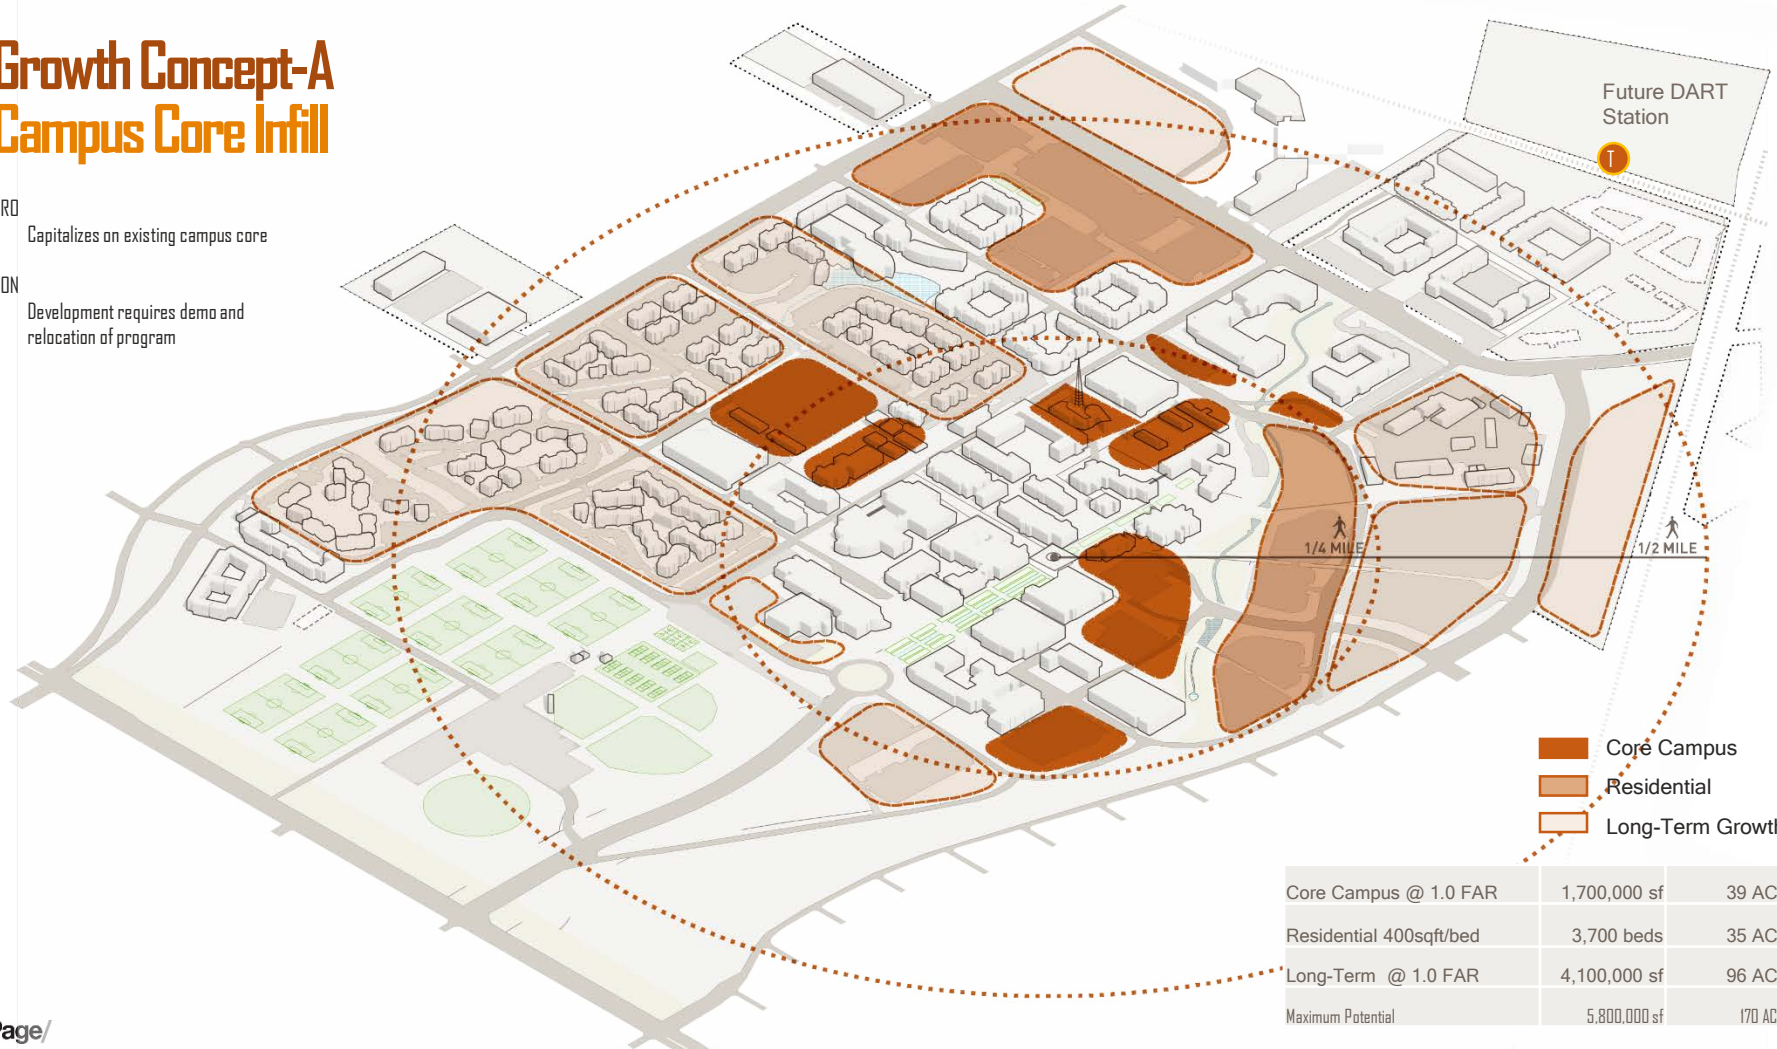 Growth Concept-A
Campus Core Infill
RO
Capitalizes on existing campus core
ON
Development requires demo and
relocation of program
Future DART
Station
T
1/4 MILE
1/2 MILE
Core Campus
Residential
Long-Term Growth
Core Campus @ 1.0 FAR 1,700,000 sf 39 AC
Residential 400sqft/bed 3,700 beds 35 AC
Long-Term @ 1.0 FAR 4,100,000 sf 96 AC
Maximum Potential 5,800,000 sf 170 AC
Page/